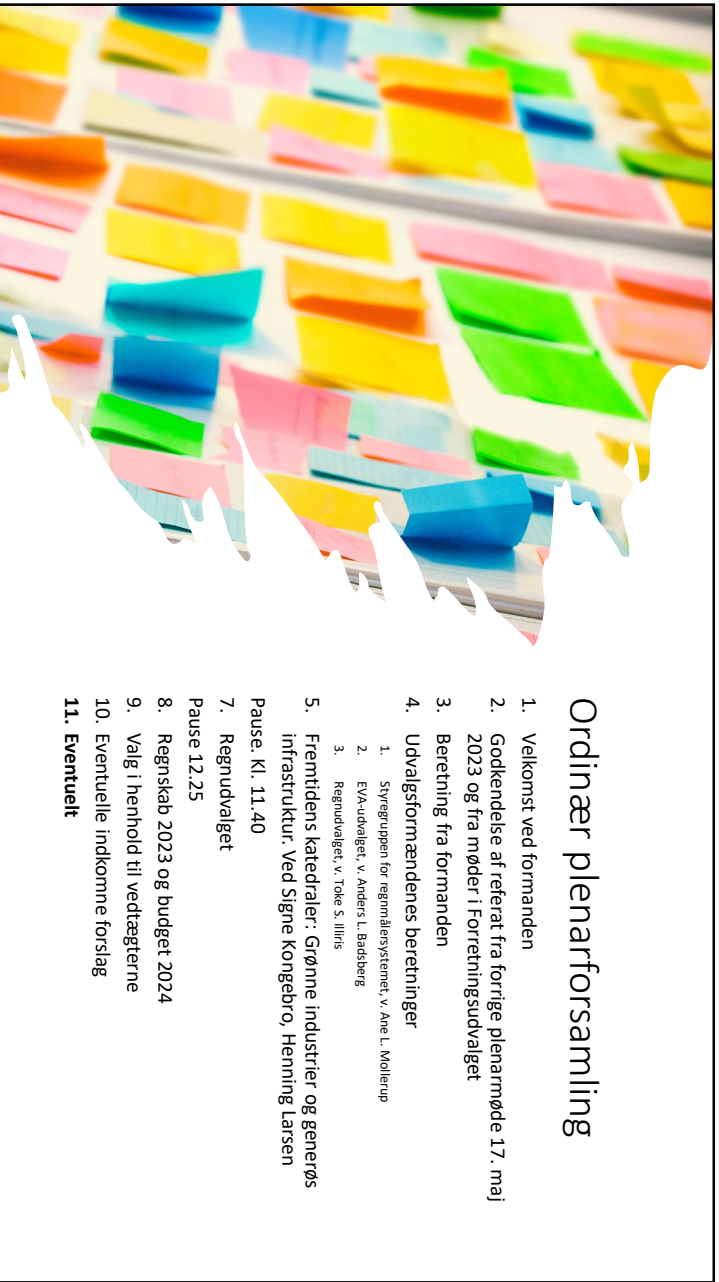 Ordinær plenarforsamling
1. Velkomst ved formanden
2. Godkendelse af referat fra forrige plenarmøde 17. maj
2023 og fra møder i Forretningsudvalget
3. Beretning fra formanden
4. Udvalgsformændenes beretninger
1. Styregruppen for regnmålersystemet, v. Ane L. Mollerup
2. EVA-udvalget, v. Anders L. Badsberg
3. Regnudvalget, v. Toke S. Illiris
5. Fremtidens katedraler: Grønne industrier og generøs
infrastruktur. Ved Signe Kongebro, Henning Larsen
Pause. Kl. 11.40
7. Regnudvalget
Pause 12.25
8. Regnskab 2023 og budget 2024
9. Valg i henhold til vedtægterne
10. Eventuelle indkomne forslag
11. Eventuelt